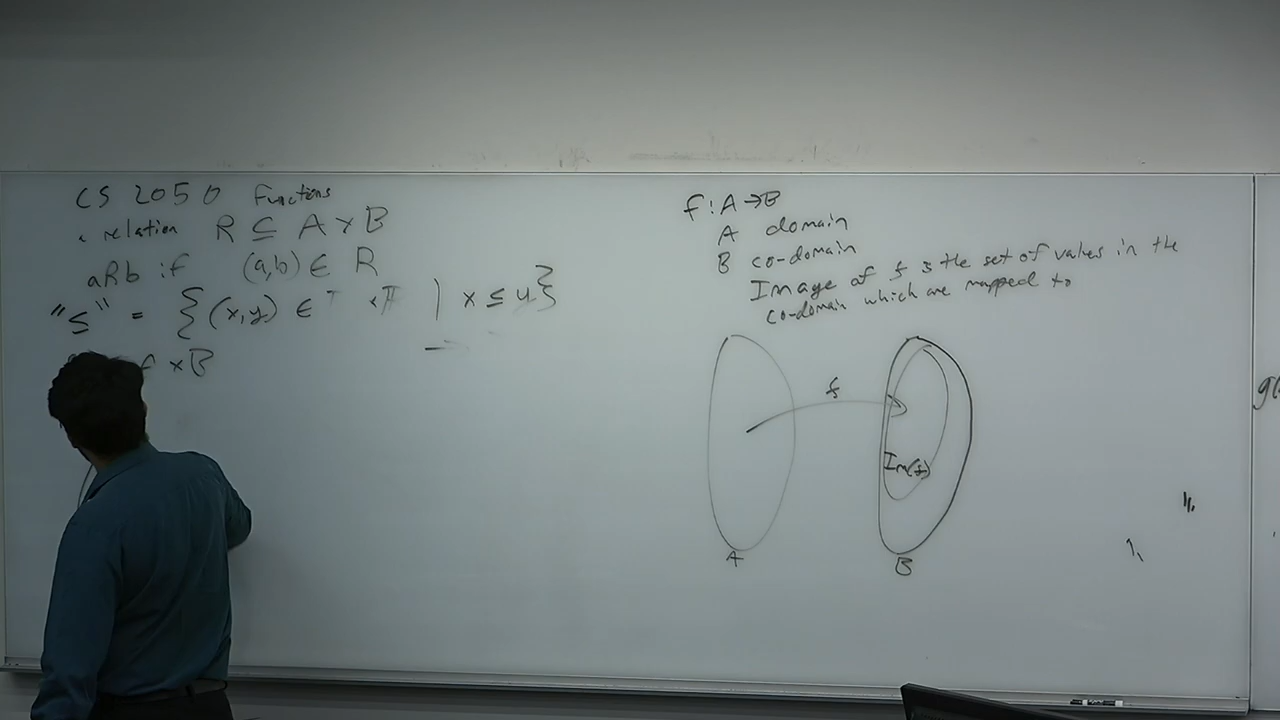 CS 2050 Functions
relation R ⊆ A × B
aRb if (a,b) ∈ R
"≤" = {(x,y) ∈ | x ≤ y}
× B
f: A → B
A domain
B co-domain
Image of f is the set of values in the
co-domain which are mapped to
f
Im(f)
A
B